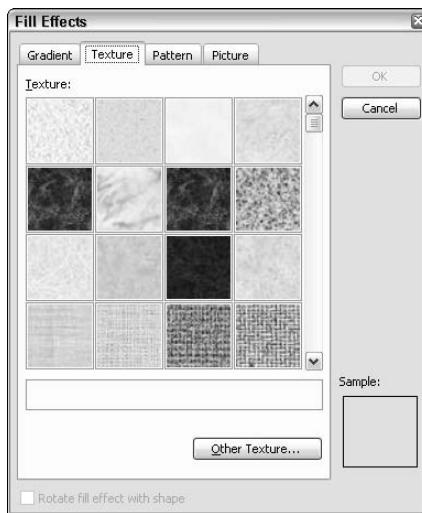 Fill Effects
Gradient Texture Pattern Picture
Texture:
OK
Cancel
Sample:
Other Texture...
Rotate fill effect with shape